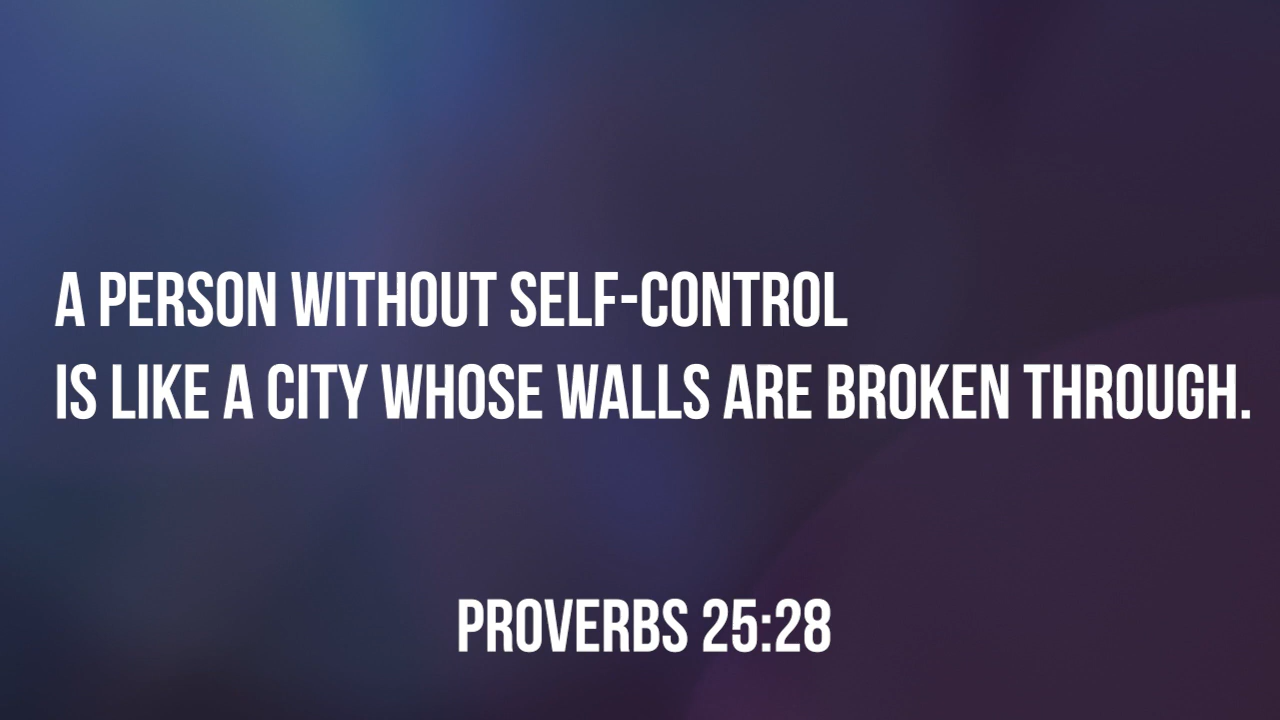 A PERSON WITHOUT SELF-CONTROL
IS LIKE A CITY WHOSE WALLS ARE BROKEN THROUGH.
PROVERBS 25:28